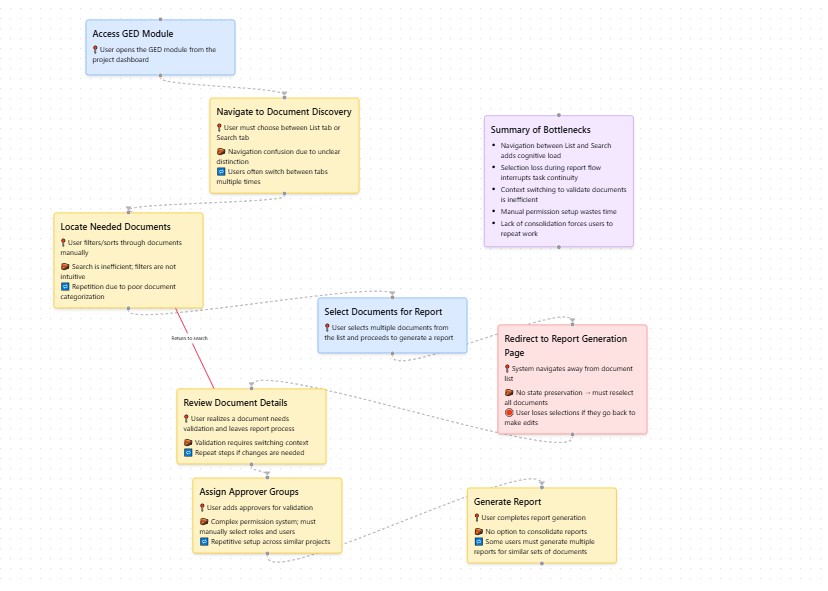 Access GED Module
📍 User opens the GED module from the
project dashboard
Navigate to Document Discovery
📍 User must choose between List tab or
Search tab
Navigation confusion due to unclear
distinction
🔁 Users often switch between tabs
multiple times
Summary of Bottlenecks
• Navigation between List and Search
adds cognitive load
• Selection loss during report flow
interrupts task continuity
• Context switching to validate documents
is inefficient
• Manual permission setup wastes time
• Lack of consolidation forces users to
repeat work
Locate Needed Documents
📍 User filters/sorts through documents
manually
Search is inefficient; filters are not
intuitive
🔁 Repetition due to poor document
categorization
Select Documents for Report
📍 User selects multiple documents from
the list and proceeds to generate a report
Redirect to Report Generation
Page
📍 System navigates away from document
list
No state preservation → must reselect
all documents
🛑 User loses selections if they go back to
make edits
Return to search
Review Document Details
📍 User realizes a document needs
validation and leaves report process
Validation requires switching context
🔁 Repeat steps if changes are needed
Assign Approver Groups
📍 User adds approvers for validation
Complex permission system; must
manually select roles and users
🔁 Repetitive setup across similar projects
Generate Report
📍 User completes report generation
No option to consolidate reports
🔁 Some users must generate multiple
reports for similar sets of documents